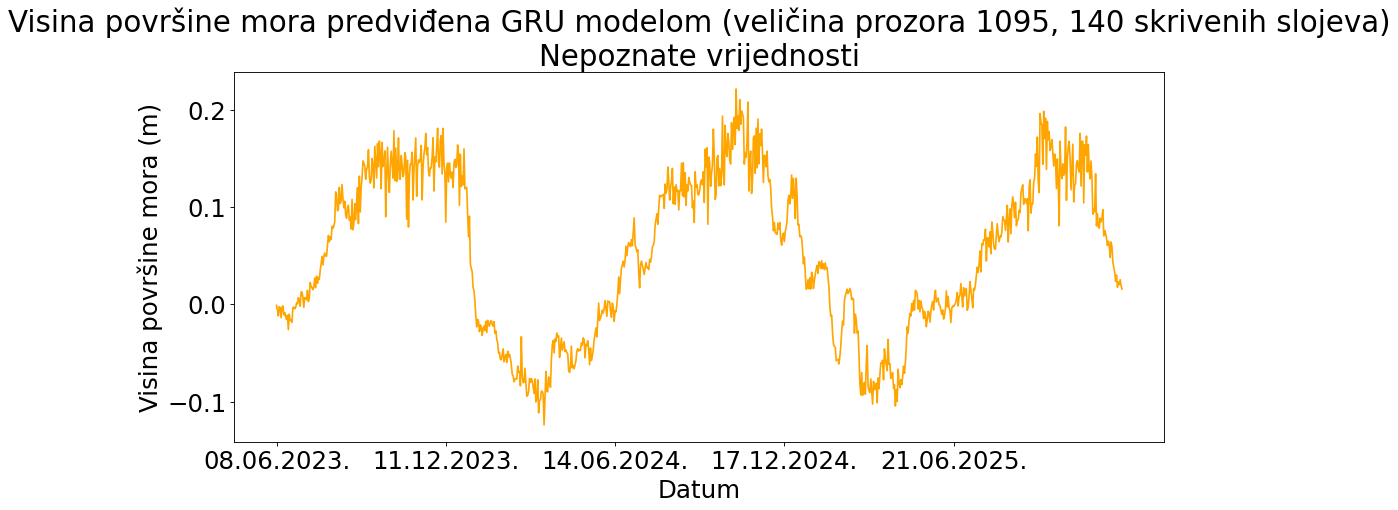 Visina površine mora predviđena GRU modelom (veličina prozora 1095, 140 skrivenih slojeva)
Nepoznate vrijednosti
Visina površine mora (m)
0.2
0.1
0.0
−0.1
08.06.2023. 11.12.2023. 14.06.2024. 17.12.2024. 21.06.2025.
Datum